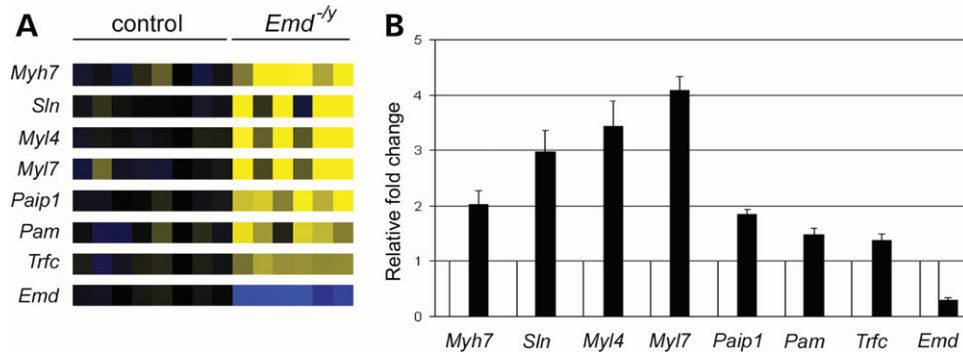 A
control
Emd-/y
Myh7
Sln
Myl4
Myl7
Paip1
Pam
Trfc
Emd
B
Relative fold change
5
4
3
2
1
0
Myh7 Sln Myl4 Myl7 Paip1 Pam Trfc Emd